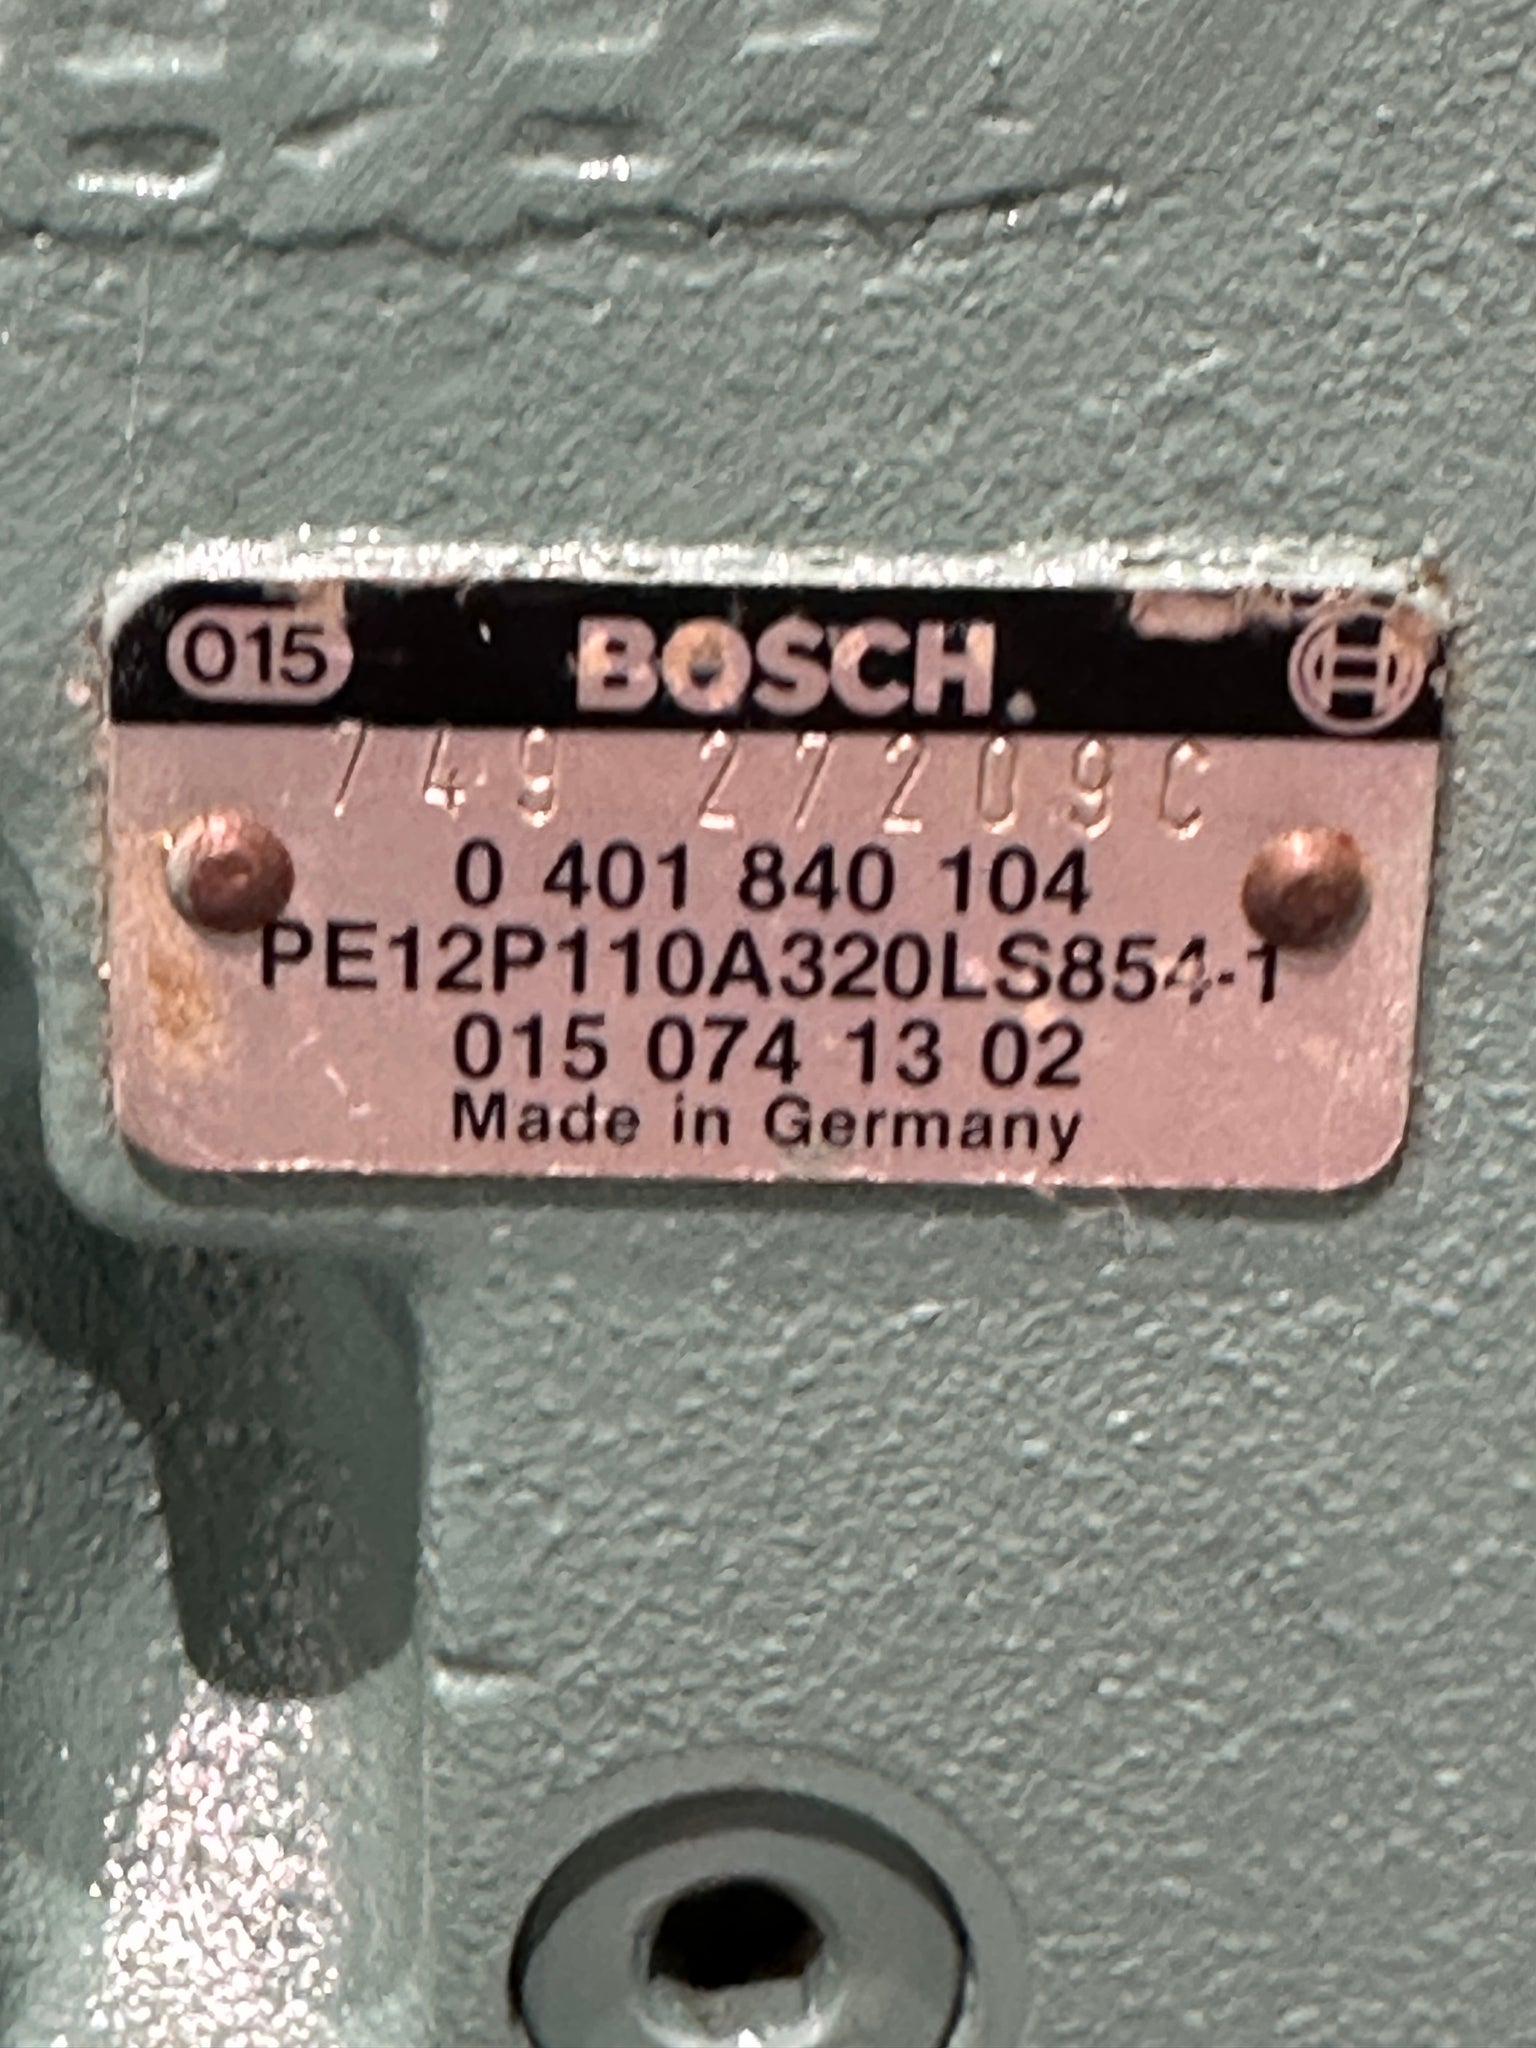 015 BOSCH
749 27209C
0 401 840 104
PE12P110A320LS854-1
015 074 13 02
Made in Germany